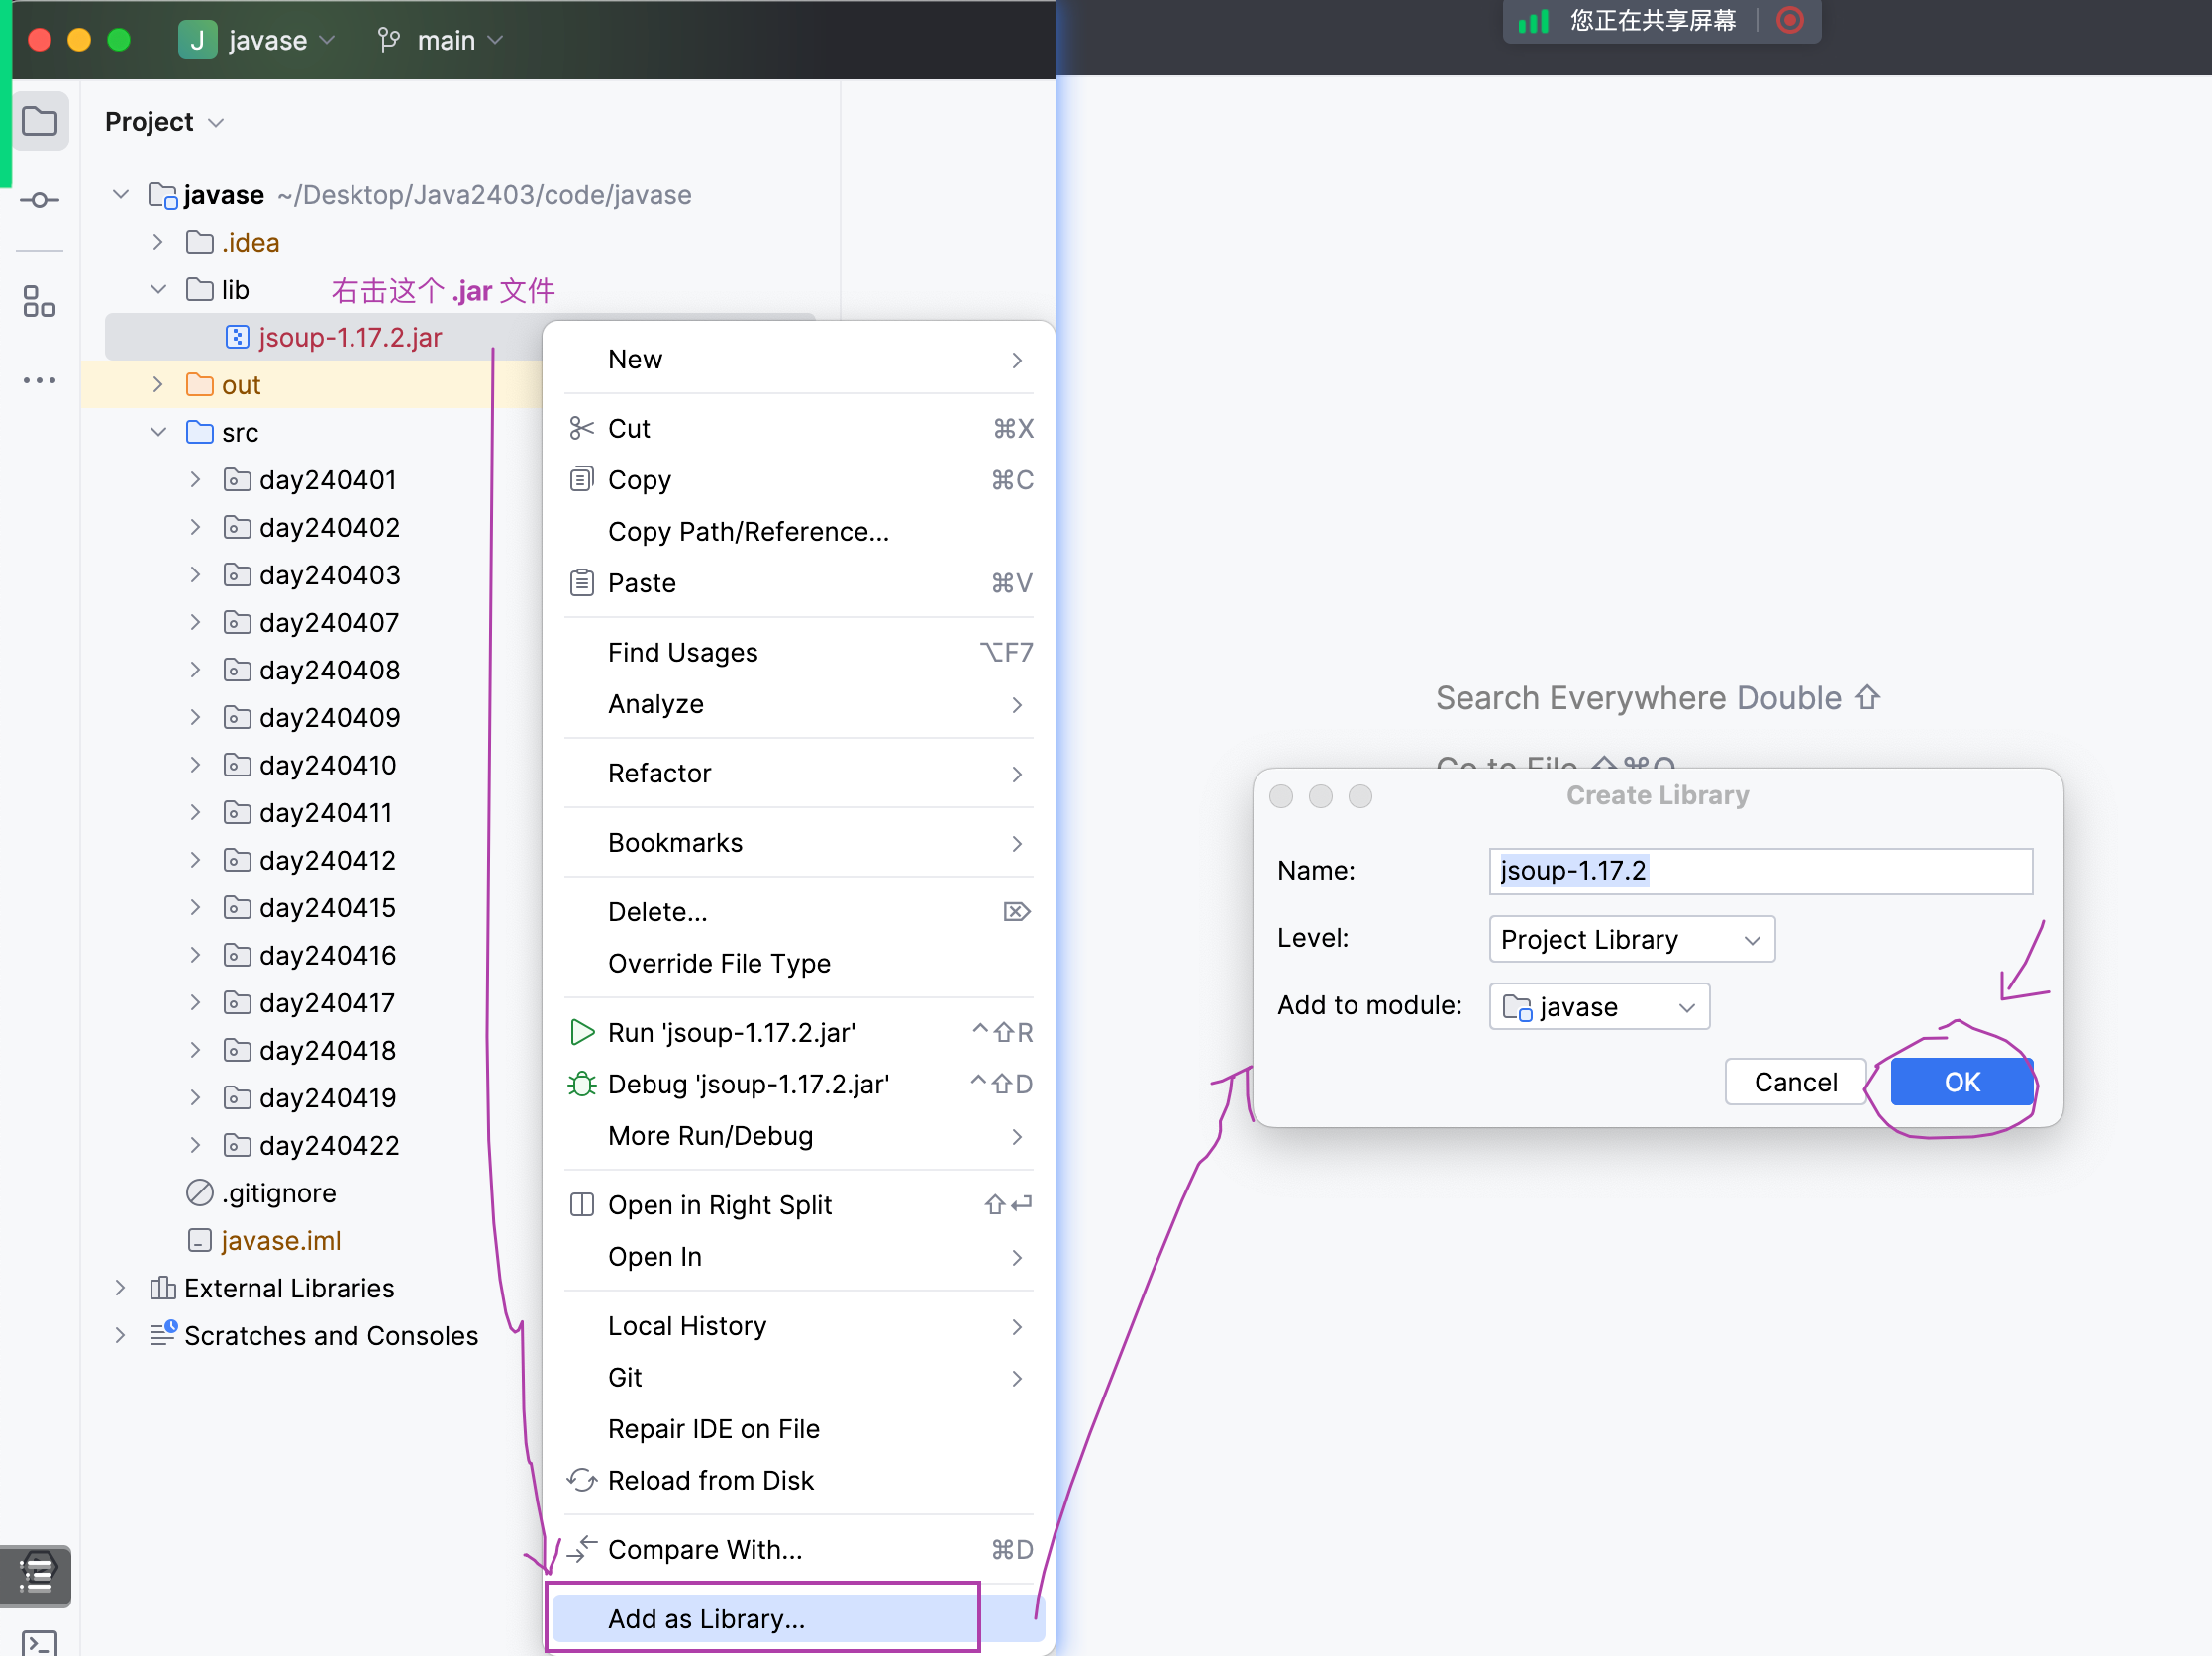 J javase main
您正在共享屏幕
Project
javase ~/Desktop/Java2403/code/javase
.idea
lib
右击这个 .jar 文件
jsoup-1.17.2.jar
out
src
day240401
day240402
day240403
day240407
day240408
day240409
day240410
day240411
day240412
day240415
day240416
day240417
day240418
day240419
day240422
.gitignore
javase.iml
External Libraries
Scratches and Consoles
New
Cut ⌘X
Copy ⌘C
Copy Path/Reference...
Paste ⌘V
Find Usages ⌥F7
Analyze
Refactor
Bookmarks
Delete... ⌦
Override File Type
Run 'jsoup-1.17.2.jar' ^⇧R
Debug 'jsoup-1.17.2.jar' ^⇧D
More Run/Debug
Open in Right Split ⇧↩
Open In
Local History
Git
Repair IDE on File
Reload from Disk
Compare With... ⌘D
Add as Library...
Search Everywhere Double ⇧
Go to File ⇧⌘O
Create Library
Name: jsoup-1.17.2
Level: Project Library
Add to module: javase
Cancel OK